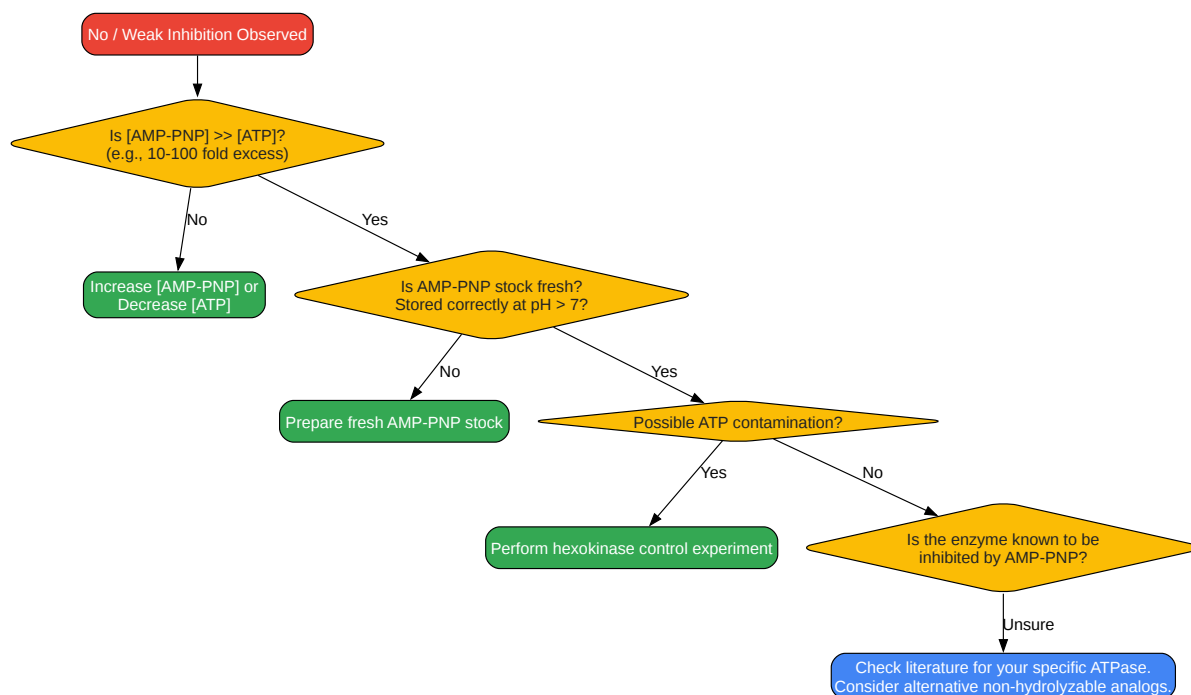 No / Weak Inhibition Observed
Is [AMP-PNP] >> [ATP]?
(e.g., 10-100 fold excess)
No
Yes
Increase [AMP-PNP] or
Decrease [ATP]
Is AMP-PNP stock fresh?
Stored correctly at pH > 7?
No
Yes
Prepare fresh AMP-PNP stock
Possible ATP contamination?
Yes
No
Perform hexokinase control experiment
Is the enzyme known to be
inhibited by AMP-PNP?
Unsure
Check literature for your specific ATPase.
Consider alternative non-hydrolyzable analogs.